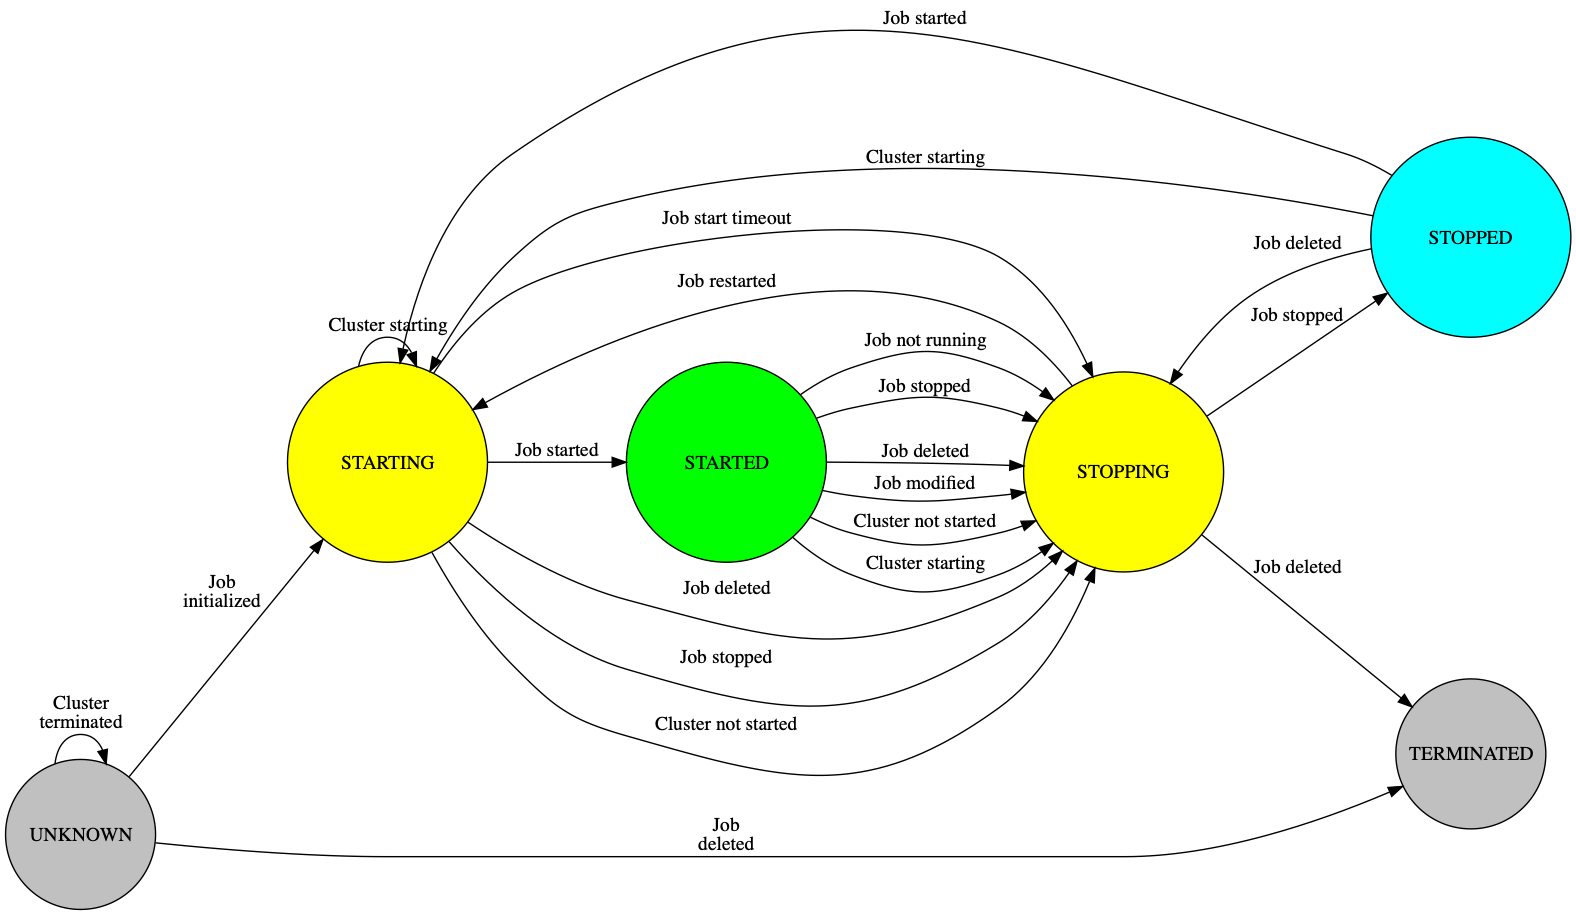 Job started
Cluster starting
Job start timeout
Job deleted
STOPPED
Job restarted
Job stopped
Cluster starting
Job not running
Job stopped
Job started
Job deleted
STARTING
STARTED
STOPPING
Job modified
Cluster not started
Cluster starting
Job deleted
Job
initialized
Job deleted
Job stopped
Cluster
terminated
Cluster not started
TERMINATED
UNKNOWN
Job
deleted